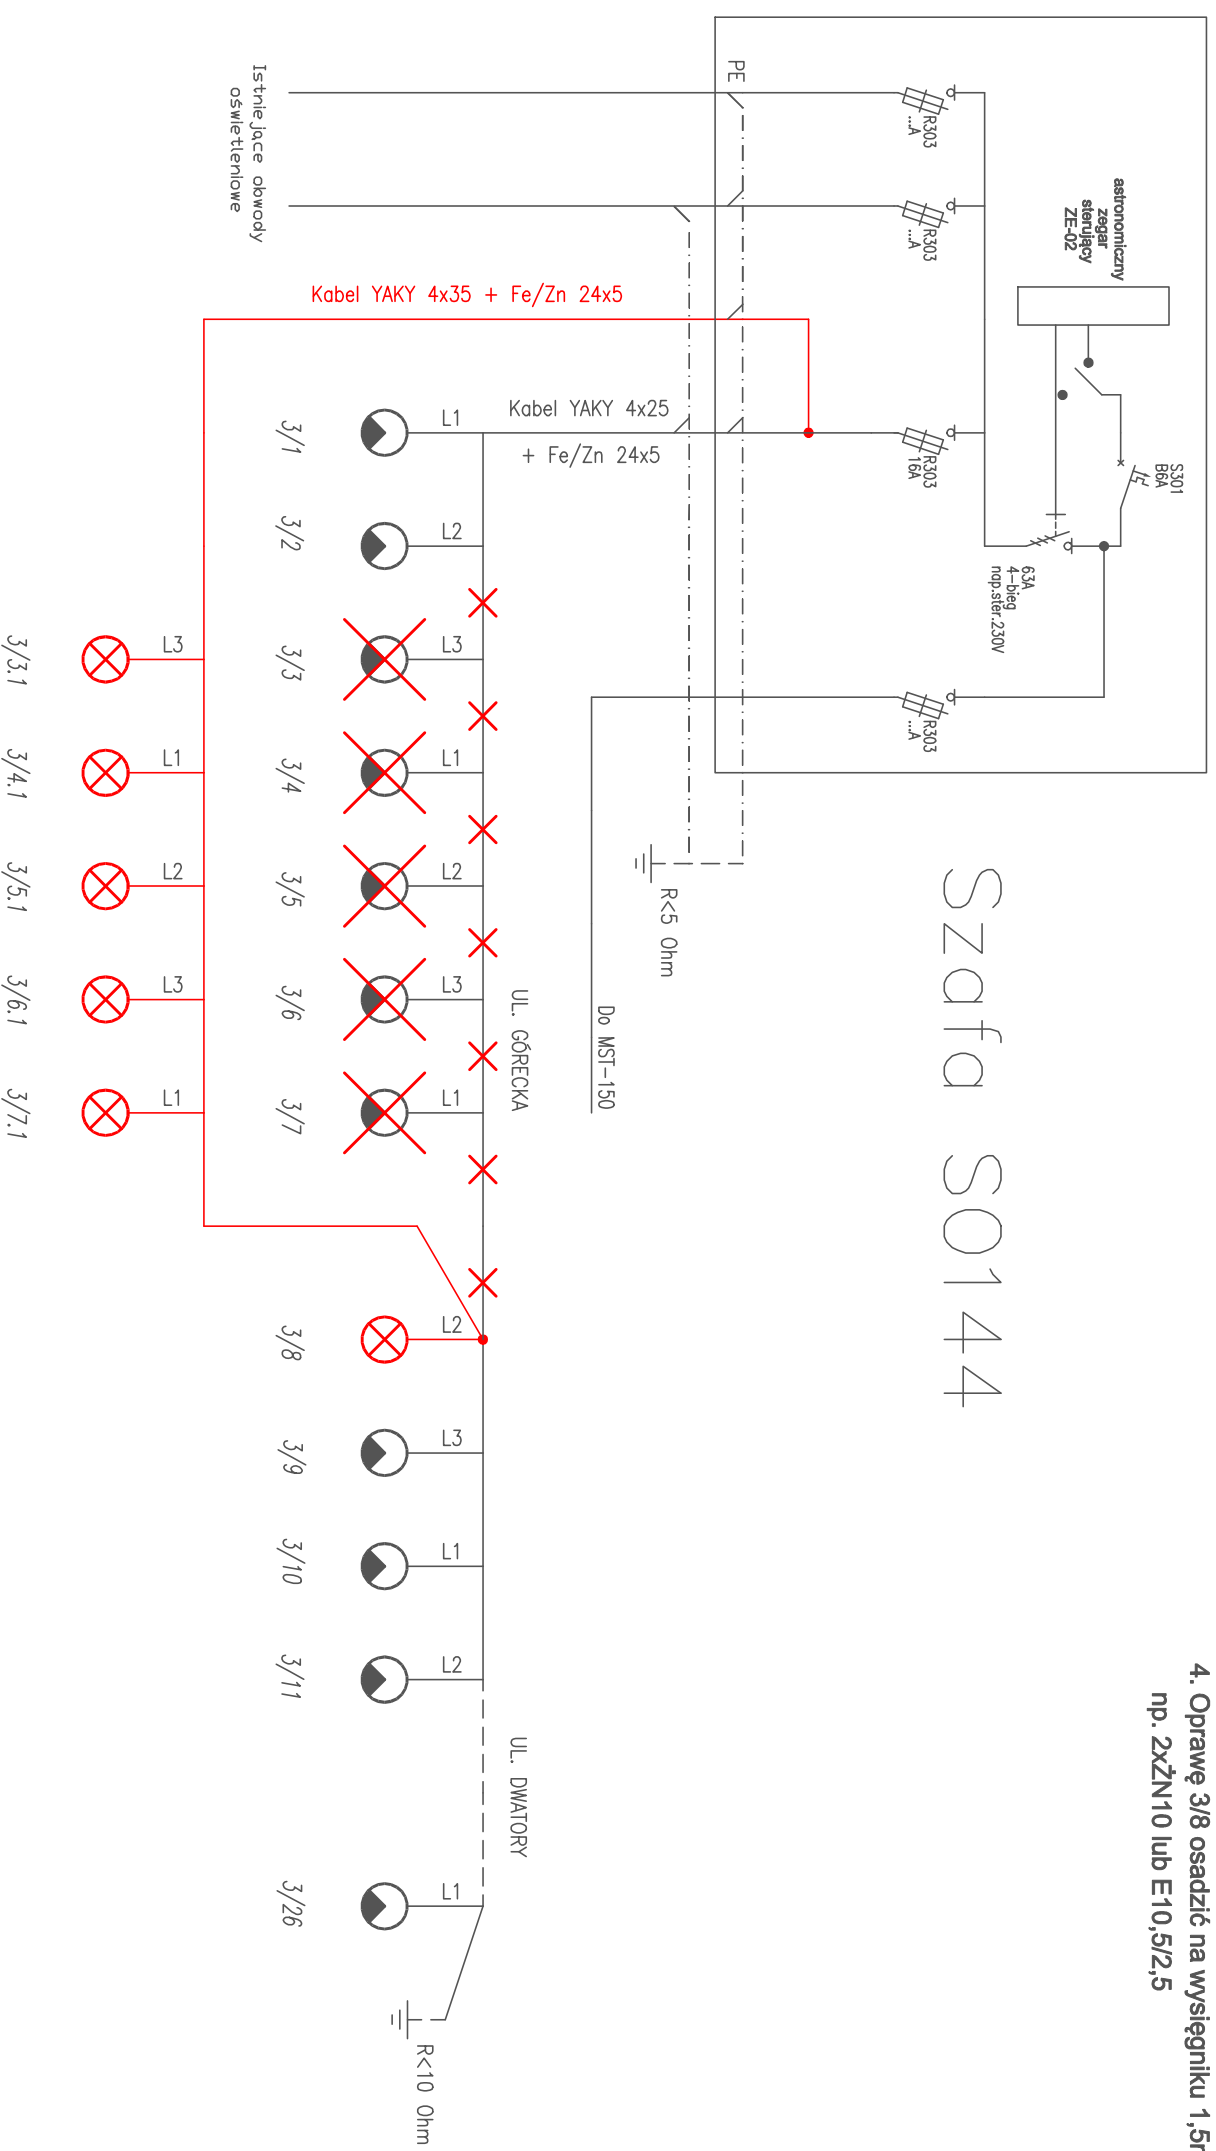 4. Oprawę 3/8 osadzić na wysięgniku 1,5
np. 2xŻN10 lub E10,5/2,5
Szafa SO144
astronomiczny
zegar
sterujący
ZE-02
S301
B6A
63A
4-bieg
nap.ster.230V
R303
...A
R303
...A
R303
16A
R303
...A
PE
Istniejące obwody
oświetleniowe
Kabel YAKY 4x35 + Fe/Zn 24x5
Kabel YAKY 4x25
+ Fe/Zn 24x5
R<5 Ohm
Do MST-150
UL. GÓRECKA
UL. DWATORY
L1
L2
L3
L1
L2
L3
L1
L2
L3
L1
L2
L1
3/1
3/2
3/3
3/4
3/5
3/6
3/7
3/8
3/9
3/10
3/11
3/26
R<10 Ohm
L3
L1
L2
L3
L1
3/3.1
3/4.1
3/5.1
3/6.1
3/7.1